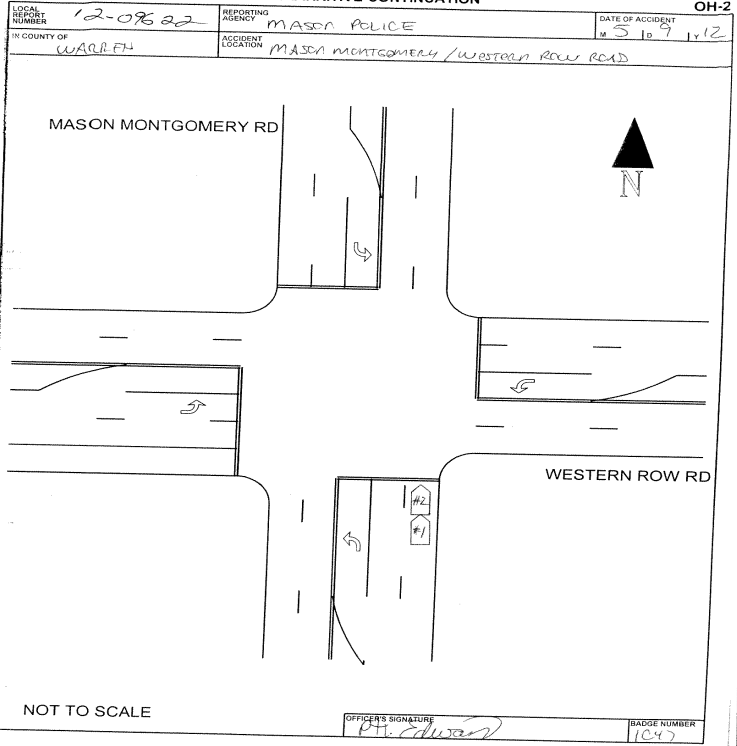 OH-2
LOCAL REPORT NUMBER 12-09622
REPORTING AGENCY MASON POLICE
DATE OF ACCIDENT M 5 D 9 Y 12
IN COUNTY OF WARREN
ACCIDENT LOCATION MASON MONTGOMERY / WESTERN ROW ROAD
MASON MONTGOMERY RD
N
WESTERN ROW RD
#2
#1
NOT TO SCALE
OFFICER'S SIGNATURE
BADGE NUMBER